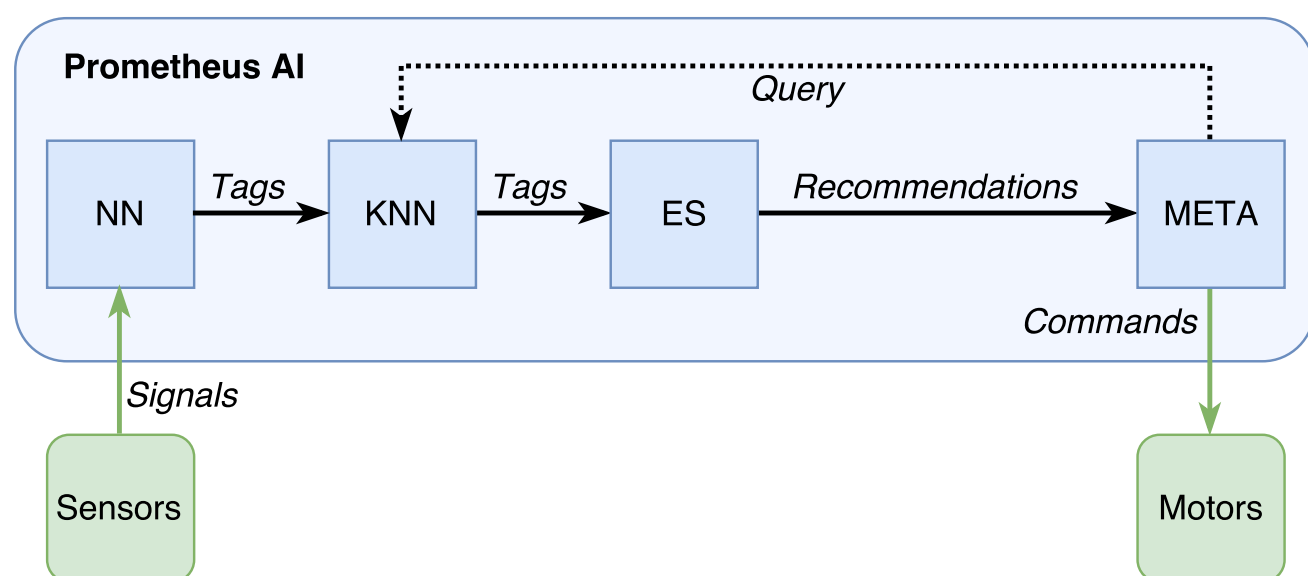 Prometheus AI
Query
Tags
Tags
Recommendations
NN
KNN
ES
META
Commands
Signals
Sensors
Motors